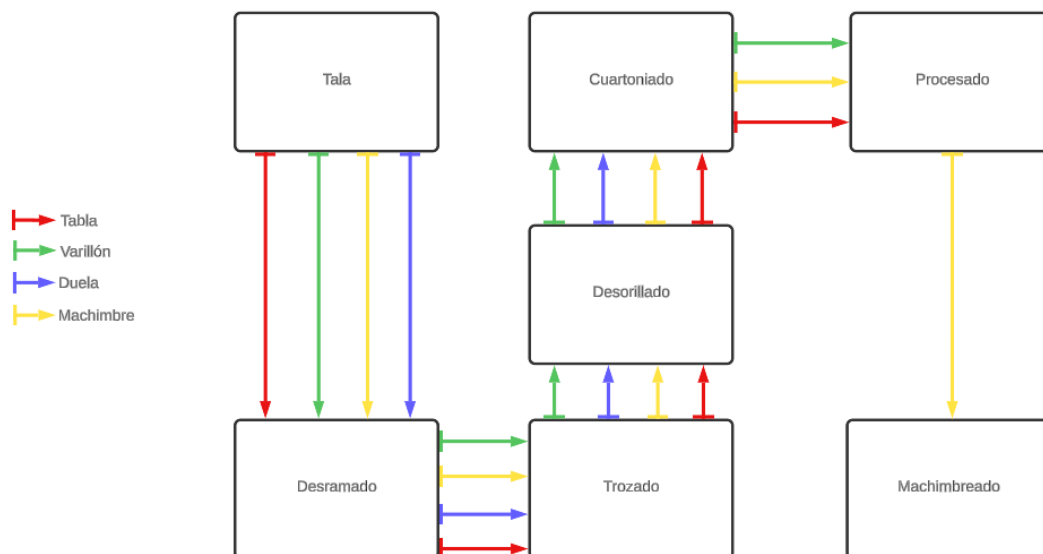 Tala
Cuartoniado
Procesado
Tabla
Varillón
Duela
Machimbre
Desorillado
Desramado
Trozado
Machimbreado